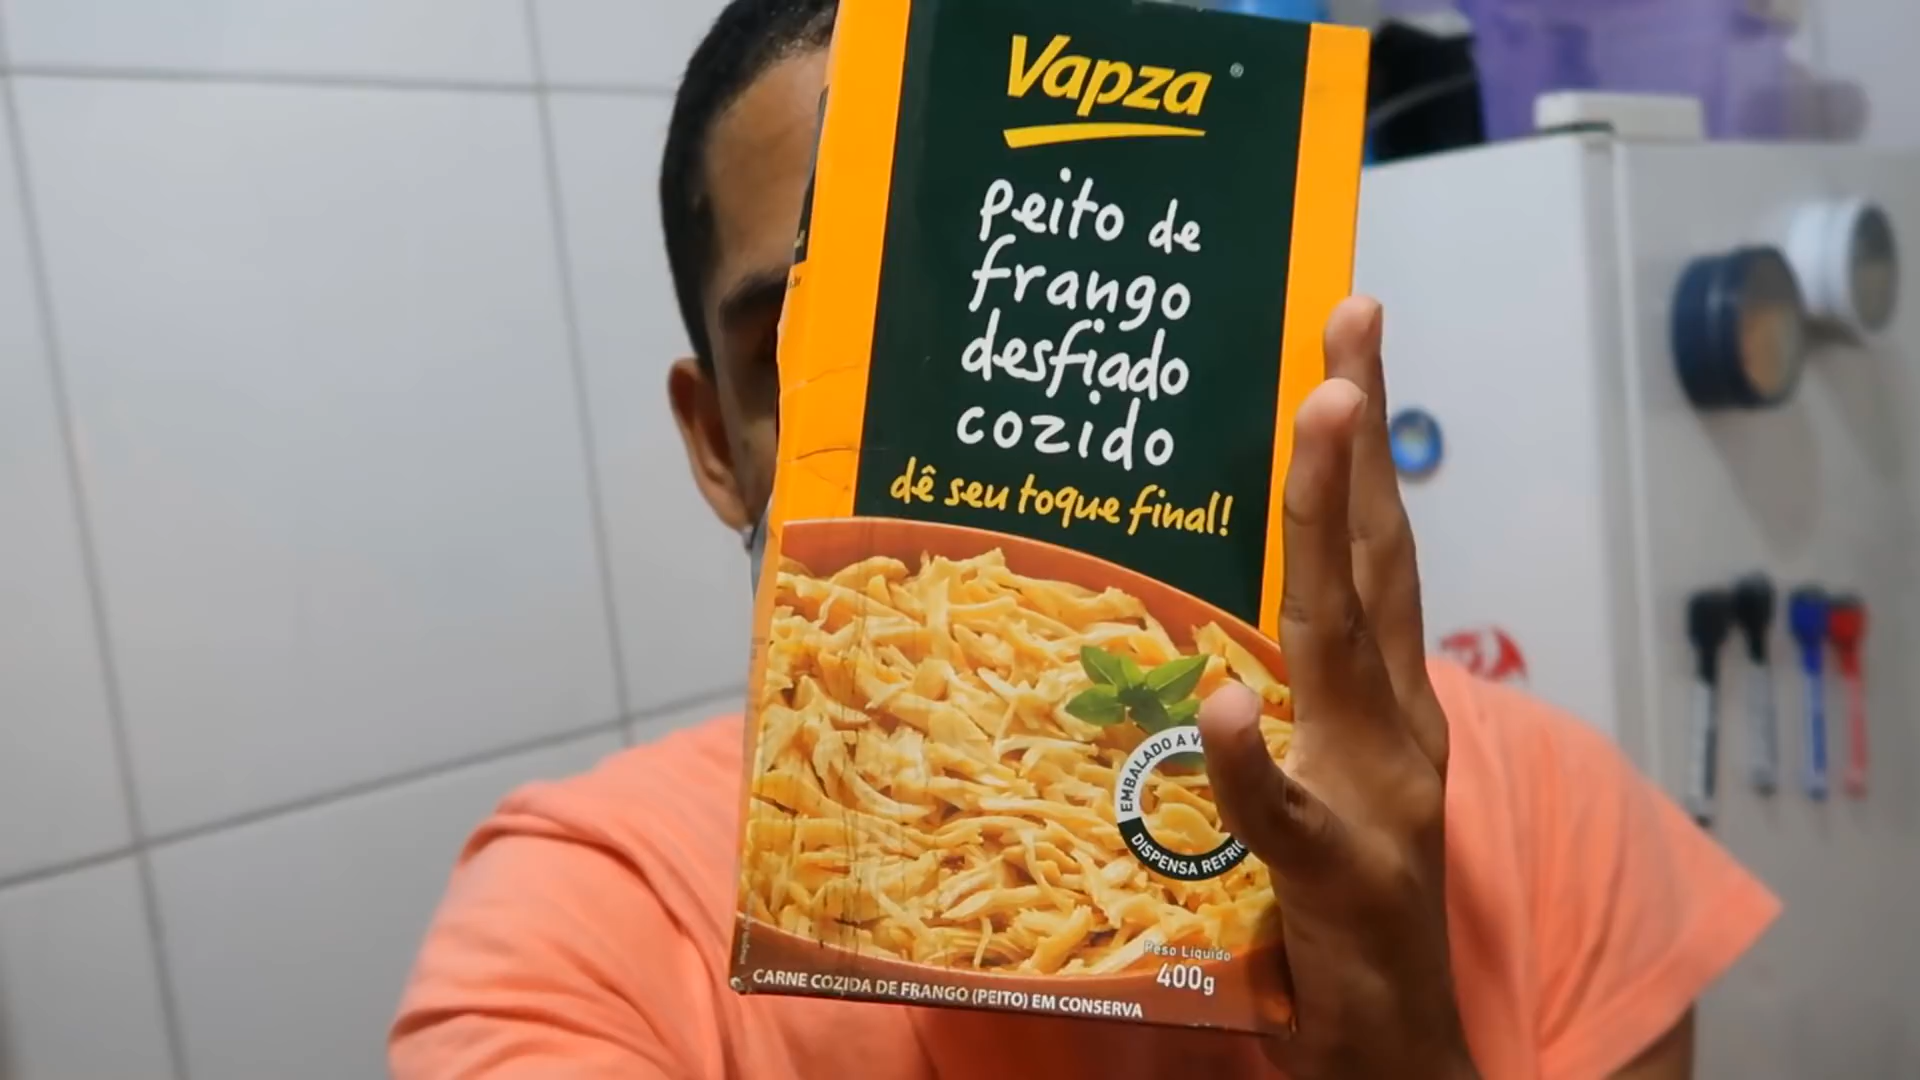 Vapza ®
peito de
frango
desfiado
cozido
dê seu toque final!
EMBALADO A
DISPENSA
Peso Líquido
400g
CARNE COZIDA DE FRANGO (PEITO) EM CONSERVA